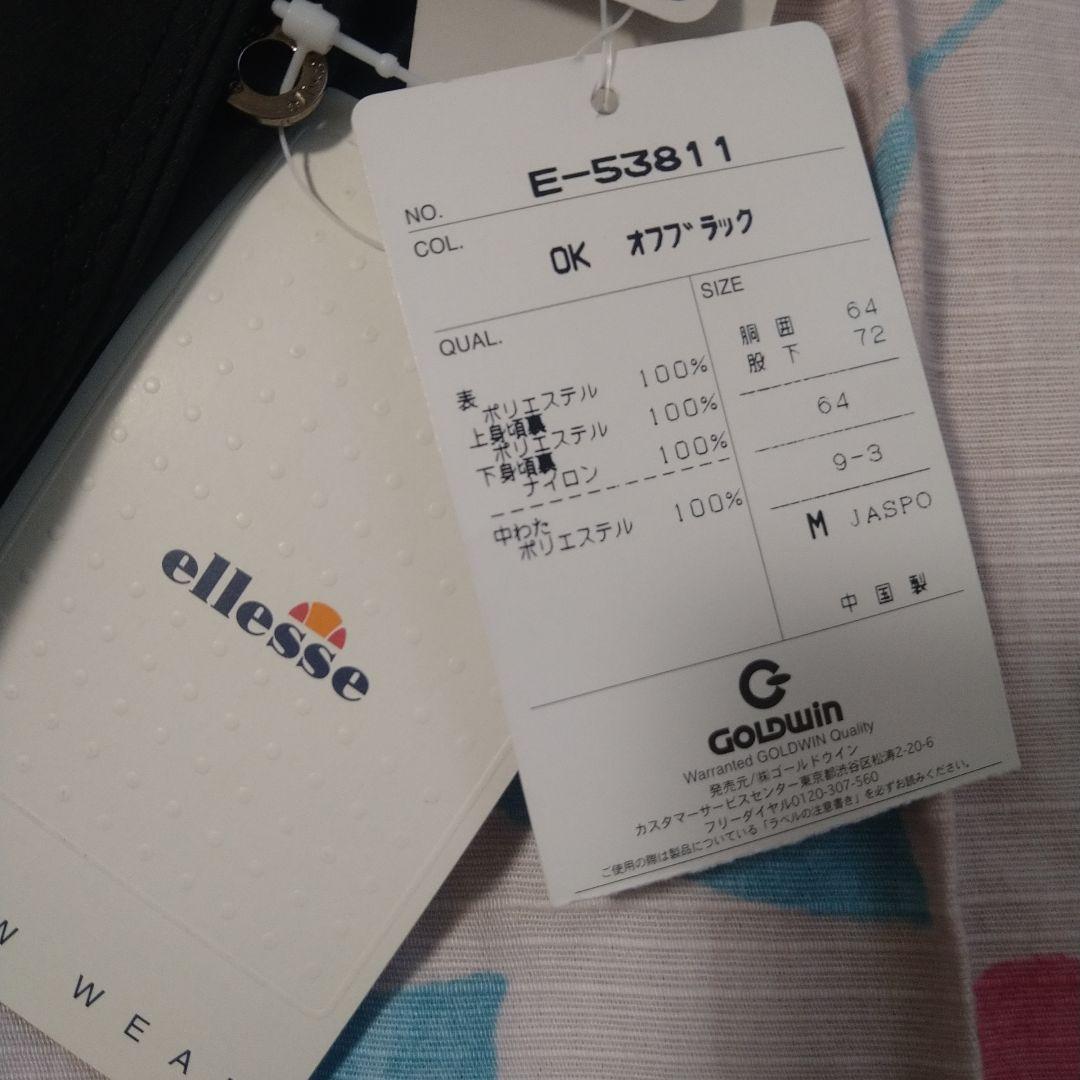 NO. E-53811
COL. OK オフブラック
QUAL.
表
ポリエステル 100%
上身頃裏
ポリエステル 100%
下身頃裏
ナイロン 100%
中わた
ポリエステル 100%
SIZE
胴囲 64
股下 72
64
9-3
M JASPO
中国製
GOLDWIN
Warranted GOLDWIN Quality
発売元/㈱ゴールドウイン
カスタマーサービスセンター東京都渋谷区松涛2-20-6
フリーダイヤル0120-307-560
ご使用の際は製品についている「ラベルの注意書き」を必ずお読みください。
ellesse
WEA